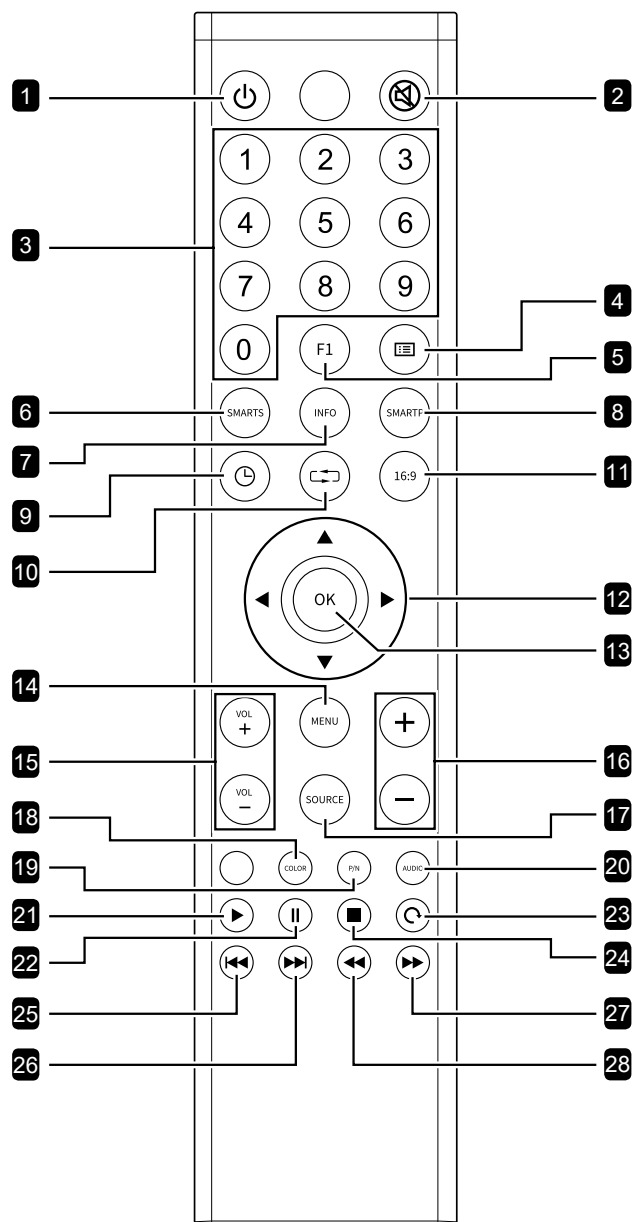 1 2
1 2 3
3 4 5 6
7 8 9 4
0 F1 5
6 SMARTS INFO SMARTP 8
7
9 16:9 11
10
OK 12
13
14 VOL + MENU +
15 16
VOL − SOURCE −
18 17
19 COLOR P/N AUDIO 20
21 23
22 24
25 27
26 28